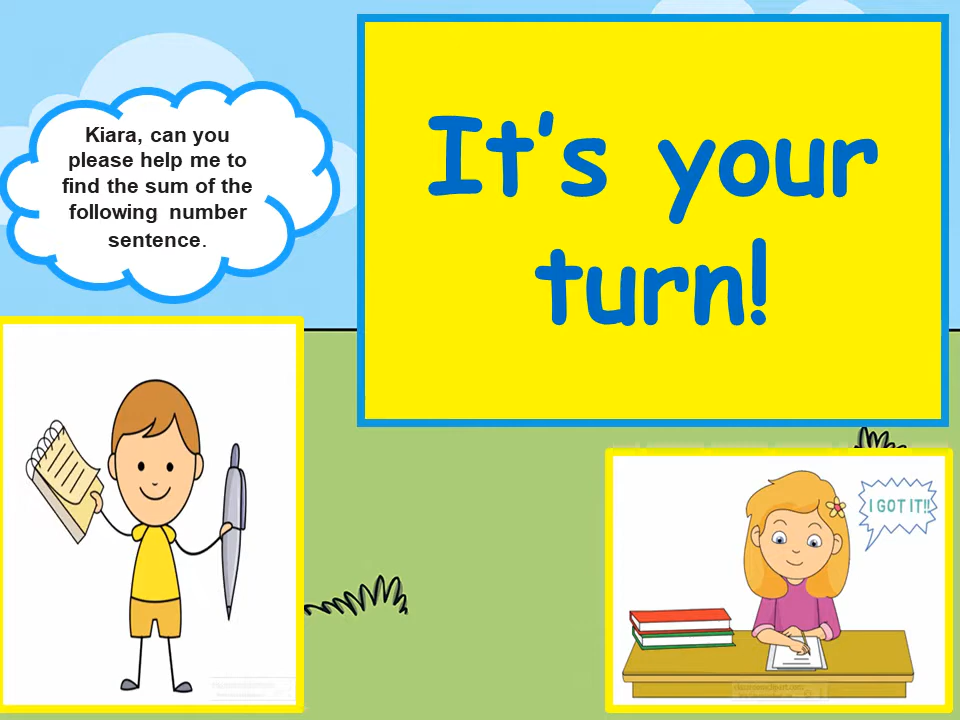 Kiara, can you
please help me to
find the sum of the
following number
sentence.
It's your
turn!
I GOT IT!!